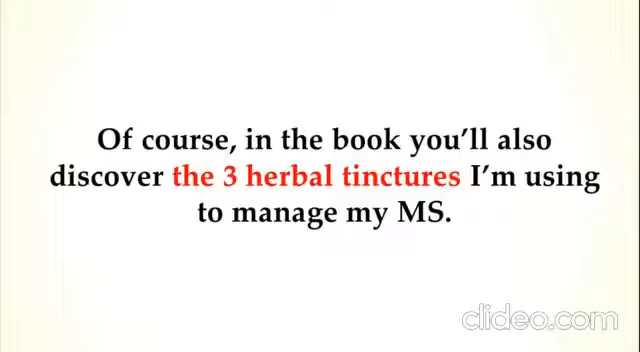 Of course, in the book you’ll also
discover the 3 herbal tinctures I’m using
to manage my MS.
clideo.com